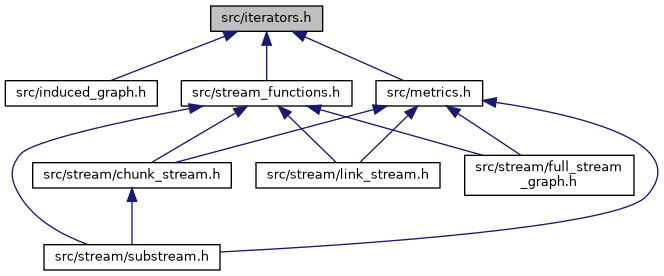 src/iterators.h
src/induced_graph.h
src/stream_functions.h
src/metrics.h
src/stream/chunk_stream.h
src/stream/link_stream.h
src/stream/full_stream
_graph.h
src/stream/substream.h